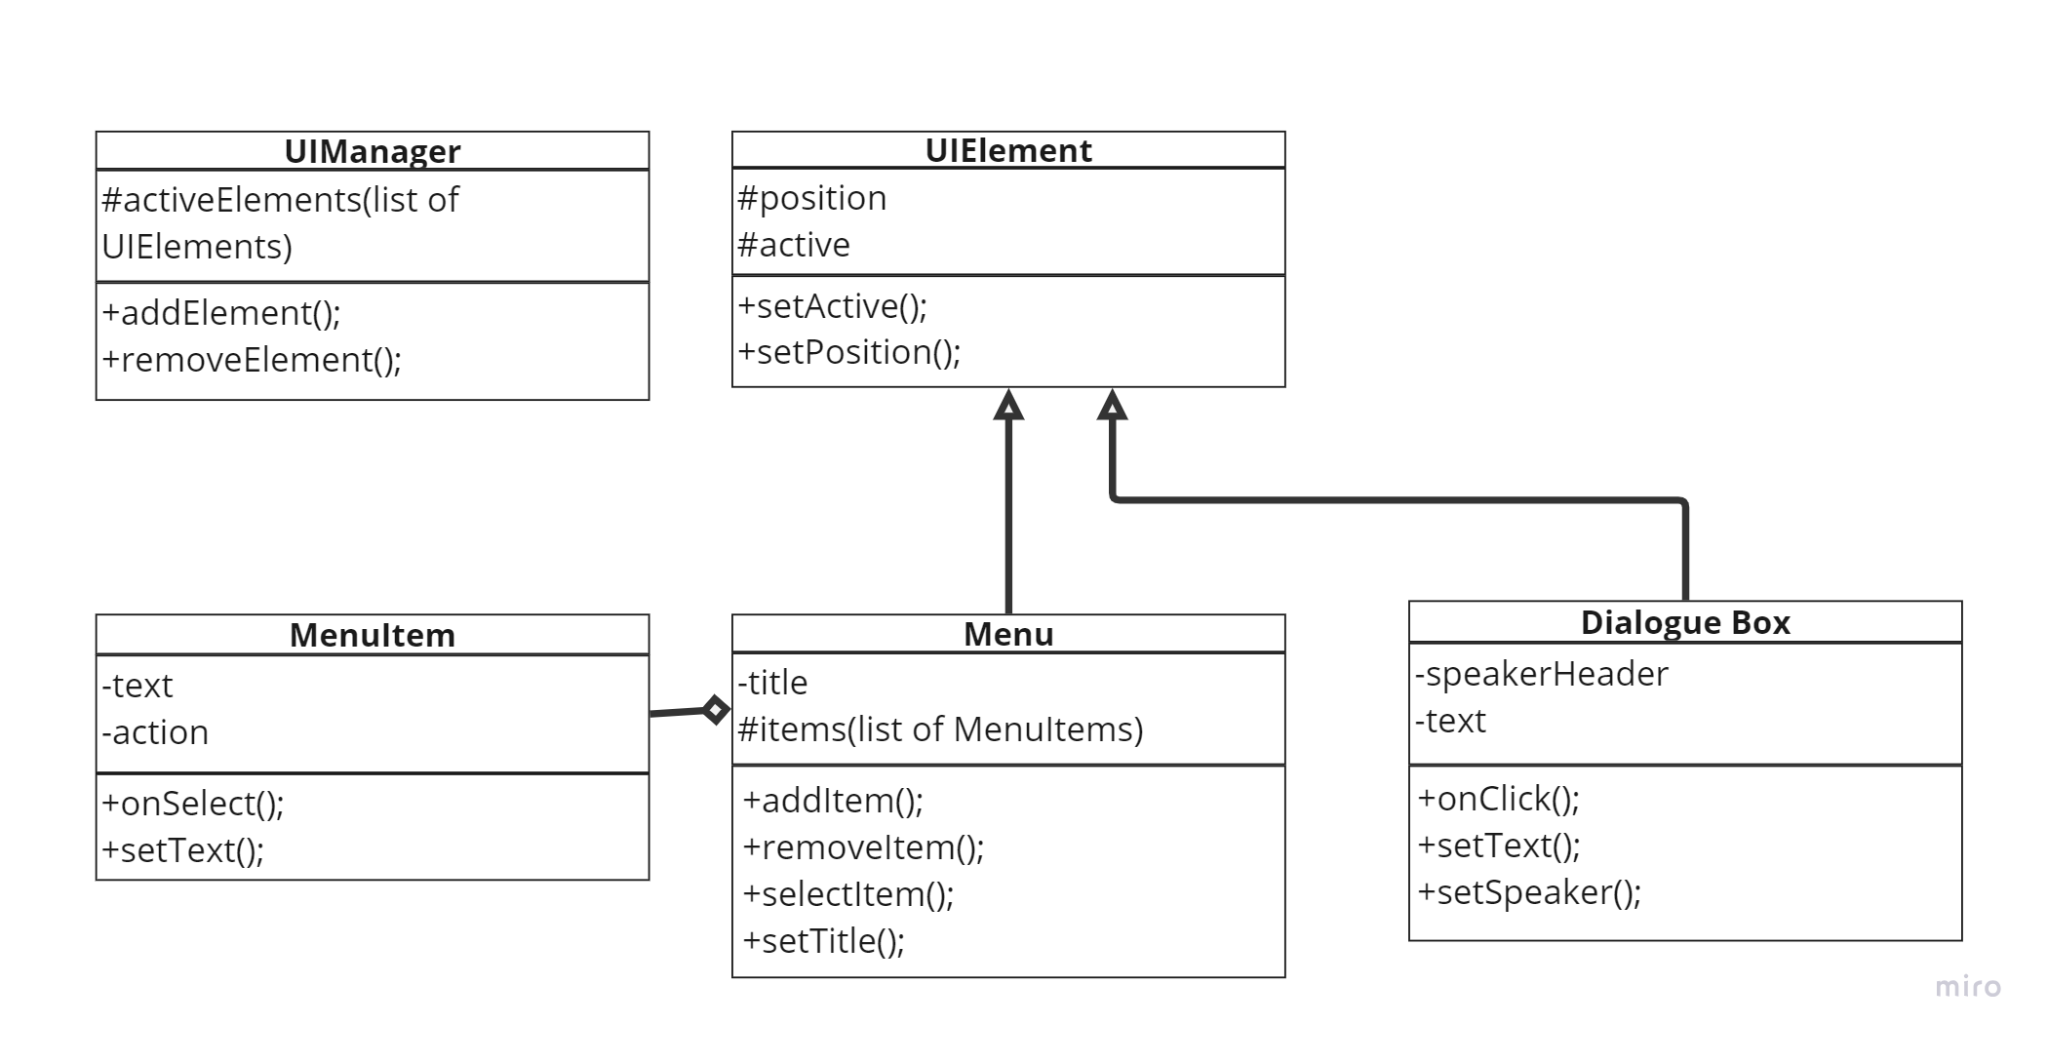 UIManager
#activeElements(list of
UIElements)
+addElement();
+removeElement();
UIElement
#position
#active
+setActive();
+setPosition();
MenuItem
-text
-action
+onSelect();
+setText();
Menu
-title
#items(list of MenuItems)
+addItem();
+removeItem();
+selectItem();
+setTitle();
Dialogue Box
-speakerHeader
-text
+onClick();
+setText();
+setSpeaker();
miro